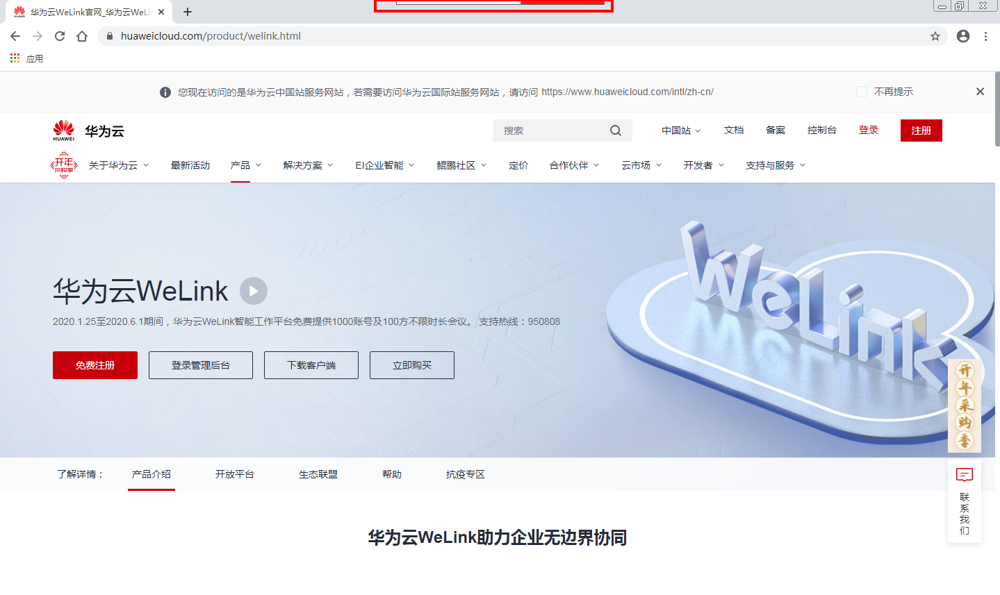 华为云WeLink官网_华为云WeLi
huaweicloud.com/product/welink.html
应用
您现在访问的是华为云中国站服务网站，若需要访问华为云国际站服务网站，请访问 https://www.huaweicloud.com/intl/zh-cn/
不再提示
HUAWEI
华为云
搜索
中国站
文档
备案
控制台
登录
注册
开年
采购季
关于华为云
最新活动
产品
解决方案
EI企业智能
鲲鹏社区
定价
合作伙伴
云市场
开发者
支持与服务
华为云WeLink
2020.1.25至2020.6.1期间，华为云WeLink智能工作平台免费提供1000账号及100方不限时长会议。 支持热线：950808
免费注册
登录管理后台
下载客户端
立即购买
WeLink
开年采购季
了解详情：
产品介绍
开放平台
生态联盟
帮助
抗疫专区
联系我们
华为云WeLink助力企业无边界协同